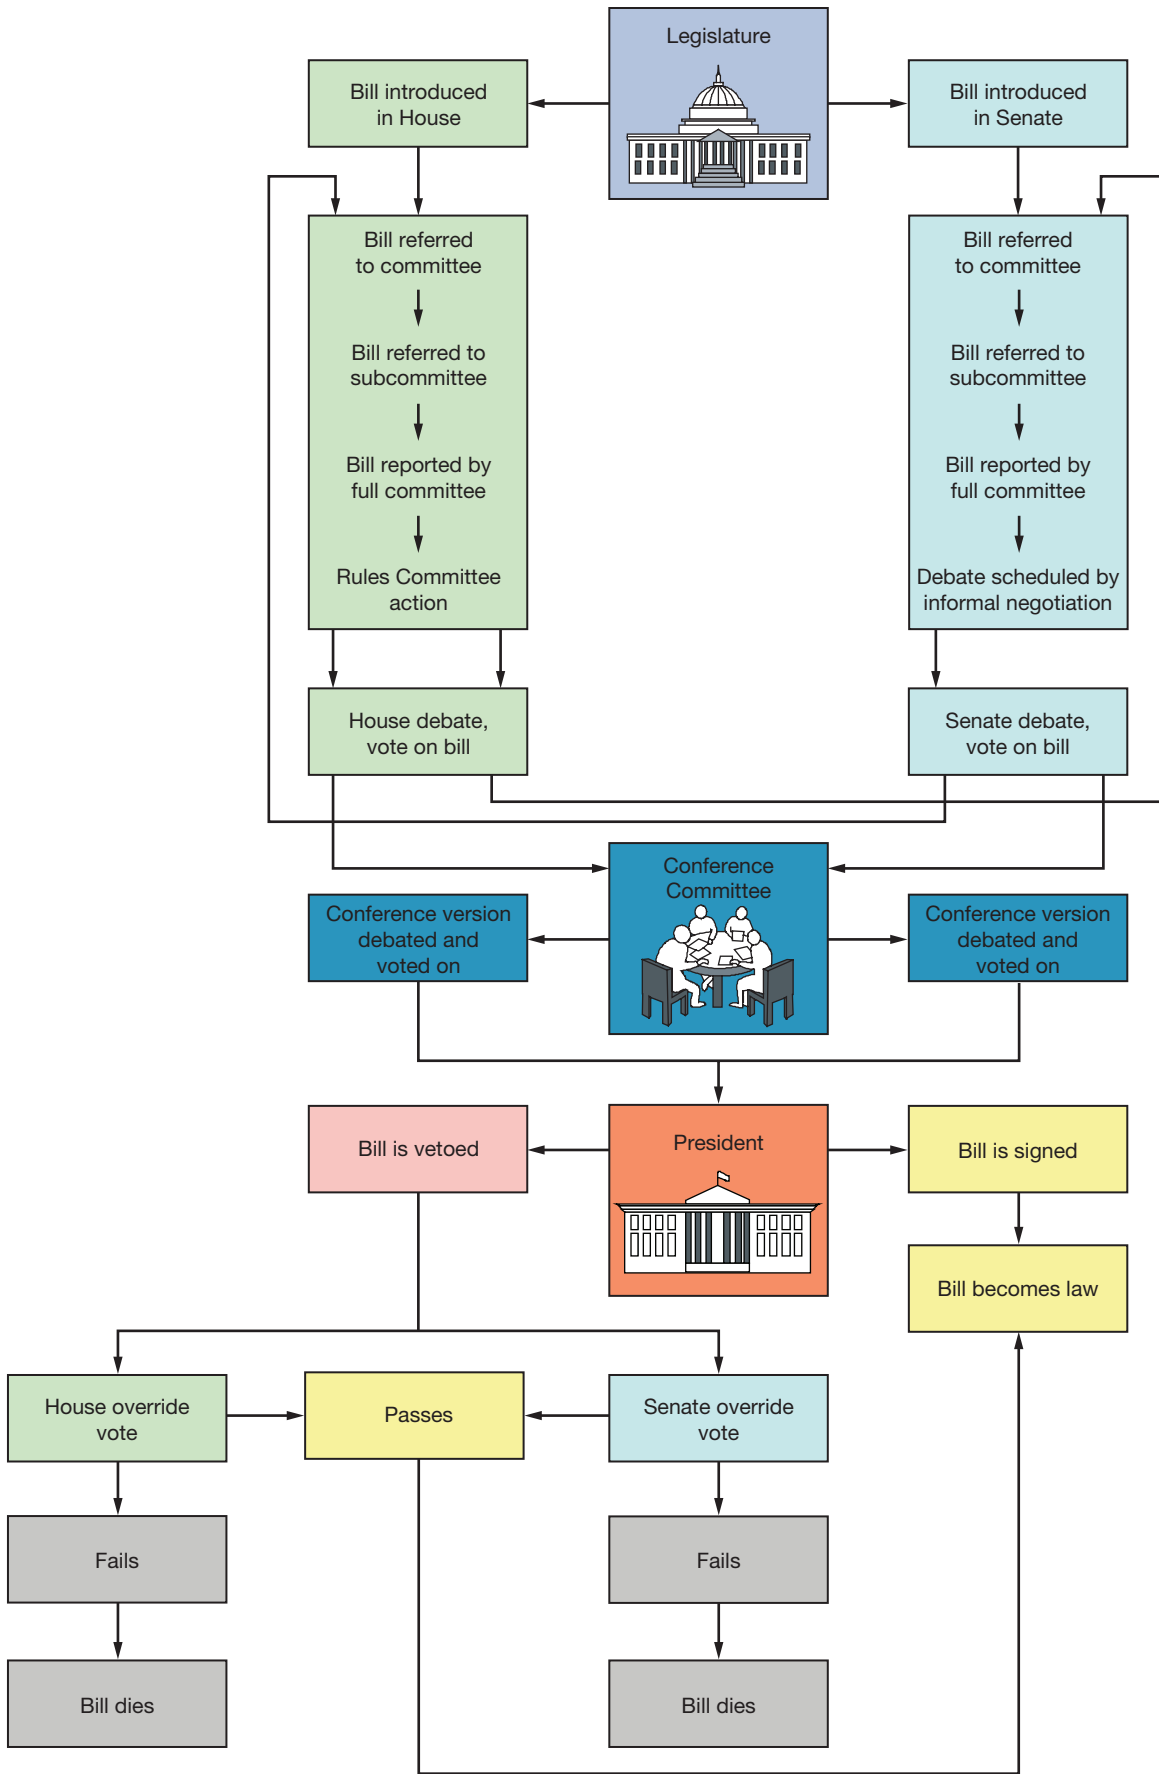 Legislature
Bill introduced
in House
Bill introduced
in Senate
Bill referred
to committee
Bill referred to
subcommittee
Bill reported by
full committee
Rules Committee
action
Bill referred
to committee
Bill referred to
subcommittee
Bill reported by
full committee
Debate scheduled by
informal negotiation
House debate,
vote on bill
Senate debate,
vote on bill
Conference
Committee
Conference version
debated and
voted on
Conference version
debated and
voted on
Bill is vetoed
President
Bill is signed
Bill becomes law
House override
vote
Passes
Senate override
vote
Fails
Fails
Bill dies
Bill dies